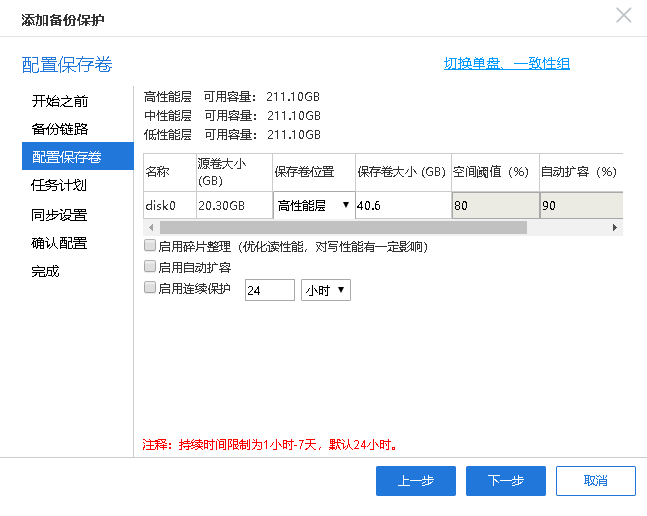 添加备份保护
配置保存卷
切换单盘、一致性组
开始之前
备份链路
配置保存卷
任务计划
同步设置
确认配置
完成
高性能层 可用容量： 211.10GB
中性能层 可用容量： 211.10GB
低性能层 可用容量： 211.10GB
名称 源卷大小 (GB) 保存卷位置 保存卷大小 (GB) 空间阈值（%） 自动扩容（%）
disk0 20.30GB 高性能层 40.6 80 90
启用碎片整理（优化读性能，对写性能有一定影响）
启用自动扩容
启用连续保护 24 小时
注释：持续时间限制为1小时-7天，默认24小时。
上一步 下一步 取消